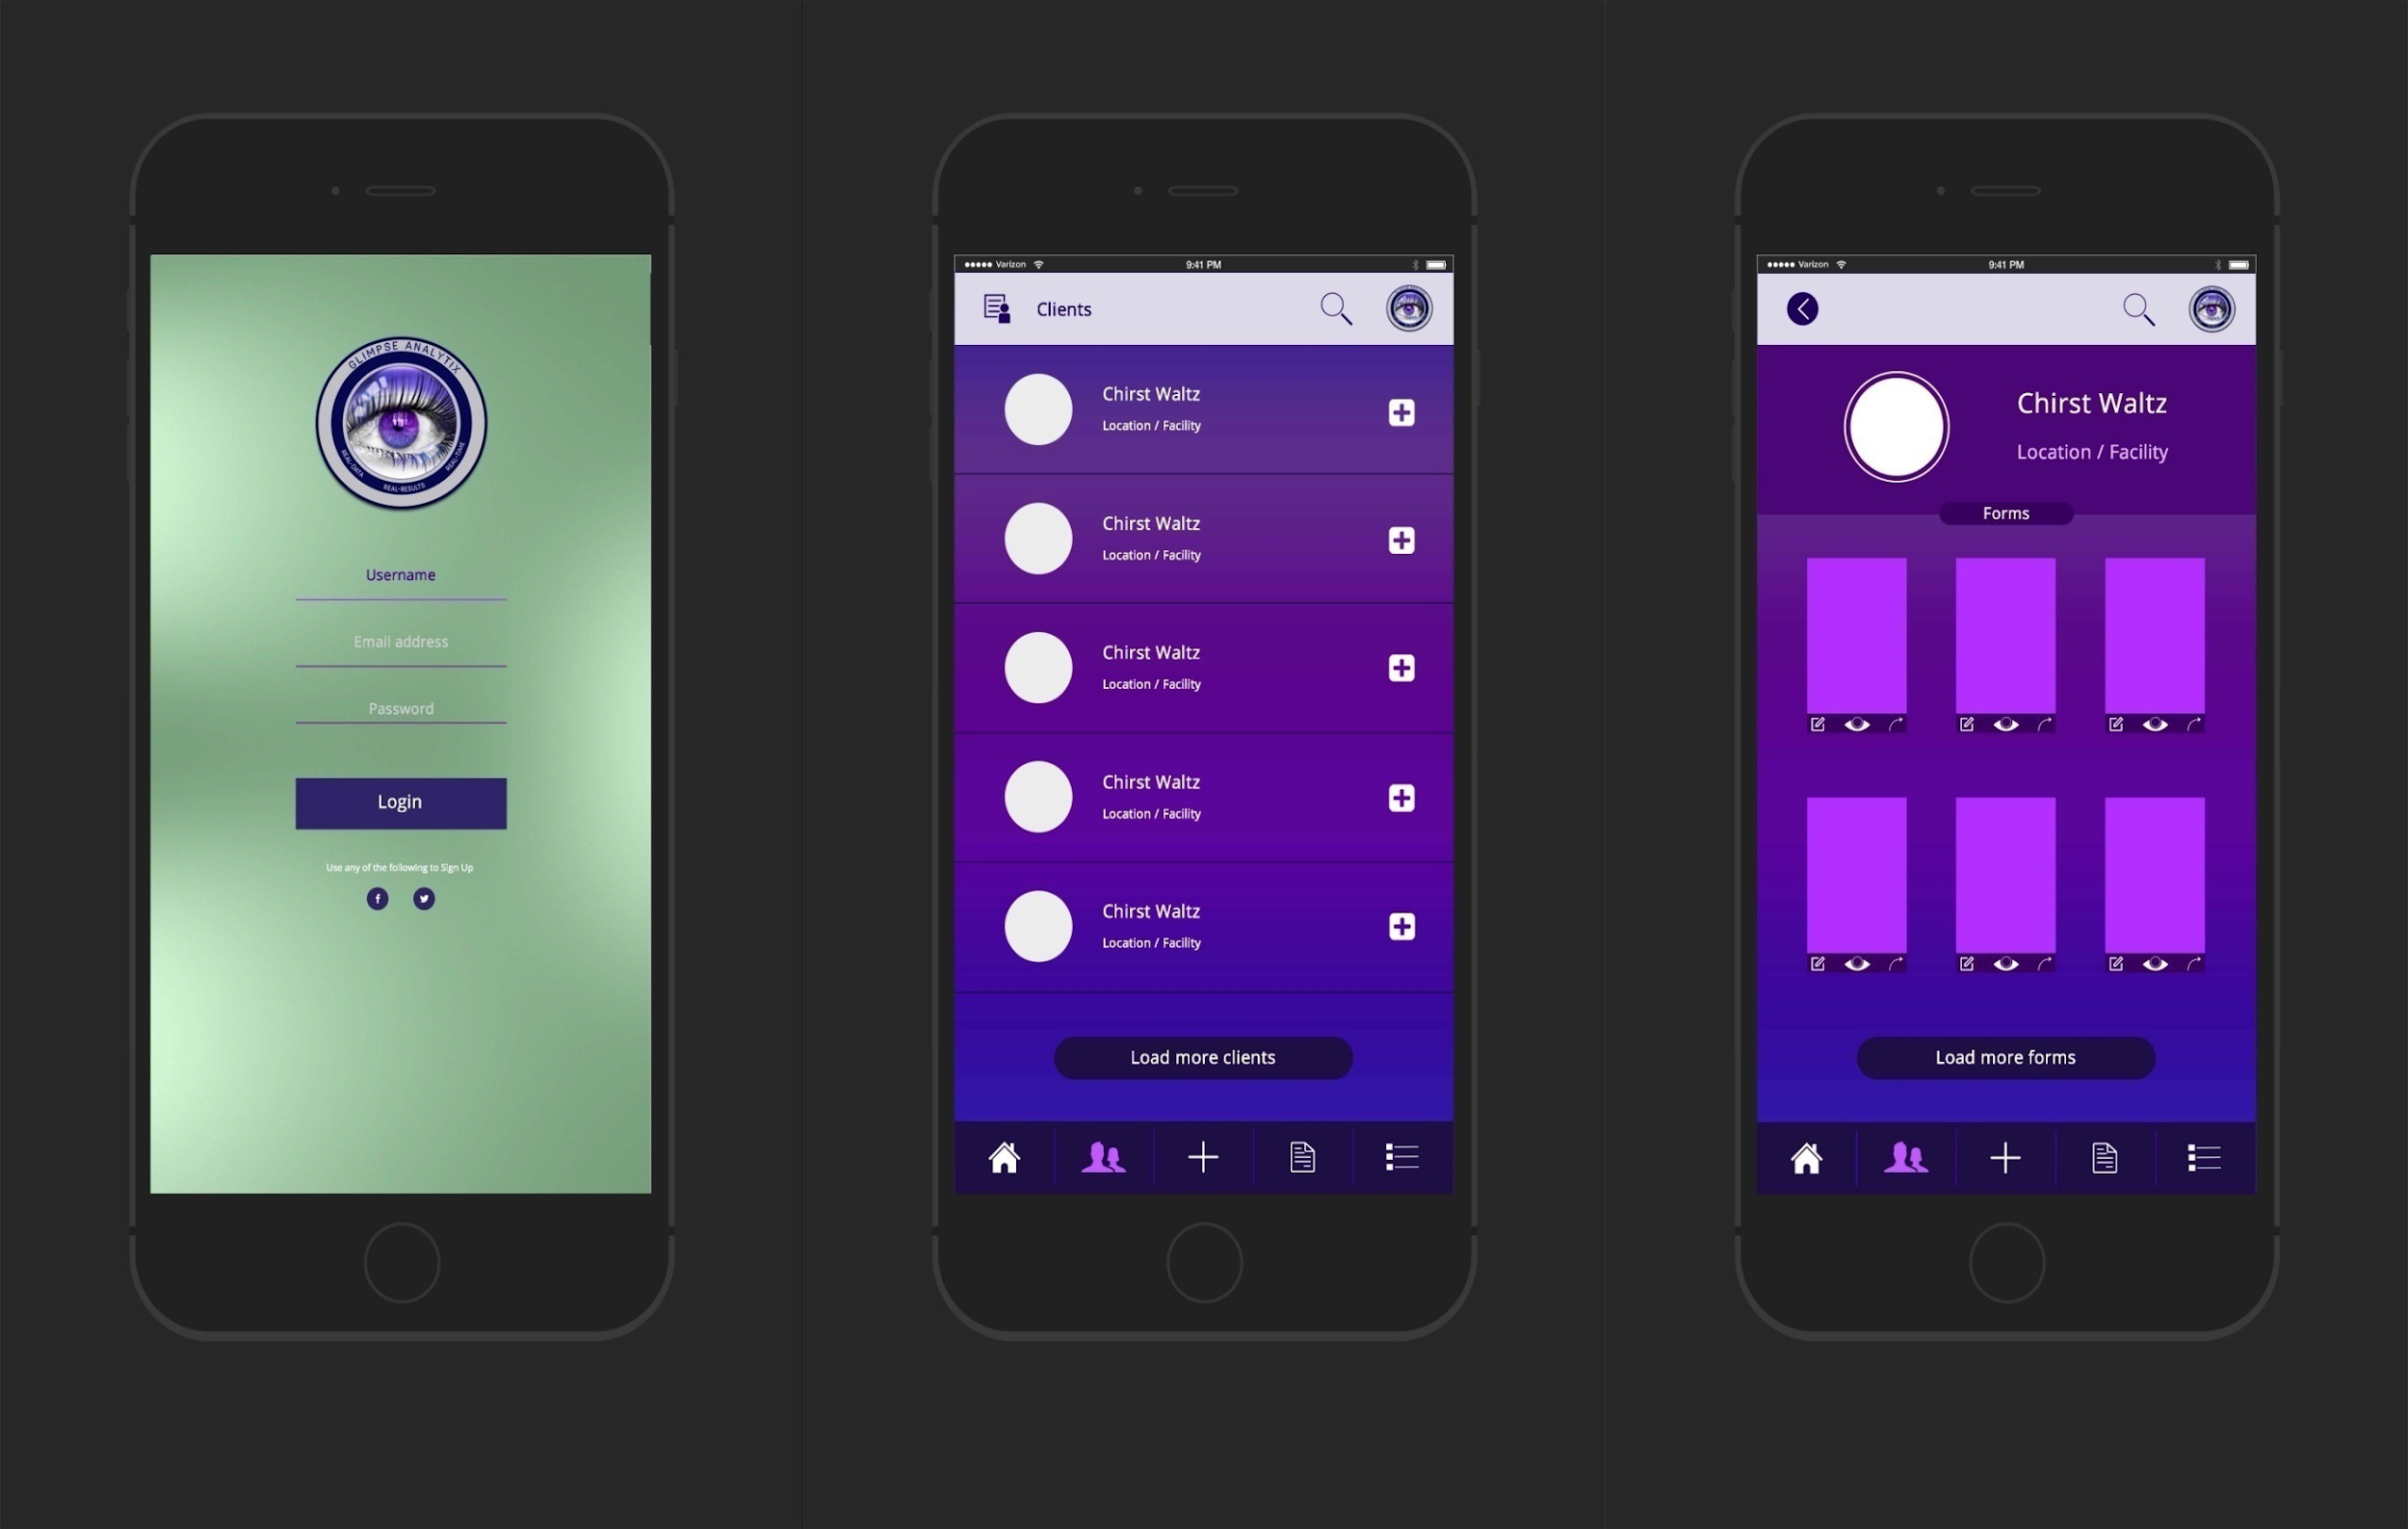 GLIMPSE ANALYTIX
REAL-DATA
REAL-RESULTS
REAL-TIME
Username
Email address
Password
Login
Use any of the following to Sign Up
Varizon
9:41 PM
Clients
Chirst Waltz
Location / Facility
Chirst Waltz
Location / Facility
Chirst Waltz
Location / Facility
Chirst Waltz
Location / Facility
Chirst Waltz
Location / Facility
Load more clients
Varizon
9:41 PM
Chirst Waltz
Location / Facility
Forms
Load more forms